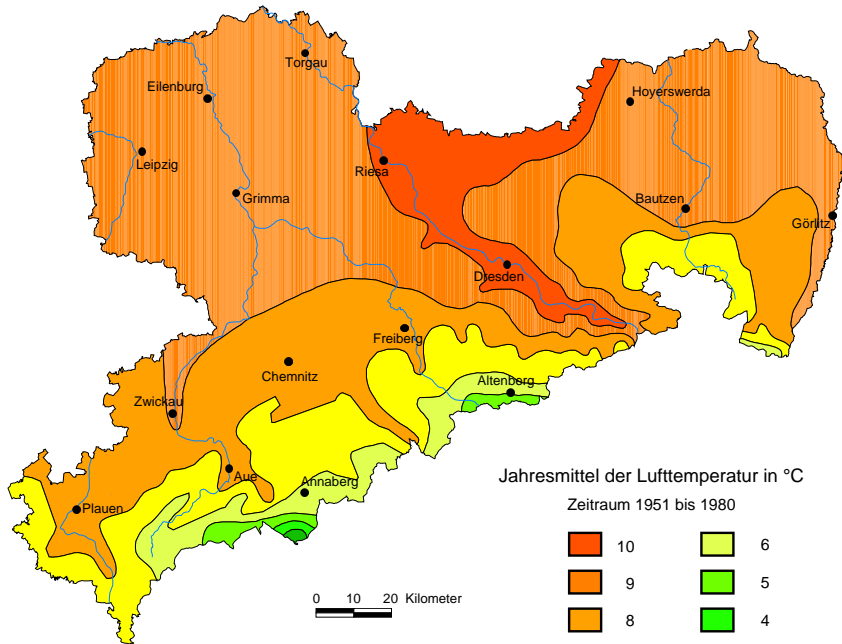 Torgau
Eilenburg
Hoyerswerda
Leipzig
Riesa
Grimma
Bautzen
Görlitz
Dresden
Freiberg
Chemnitz
Altenberg
Zwickau
Aue
Annaberg
Plauen
Jahresmittel der Lufttemperatur in °C
Zeitraum 1951 bis 1980
10 6
9 5
8 4
0 10 20 Kilometer